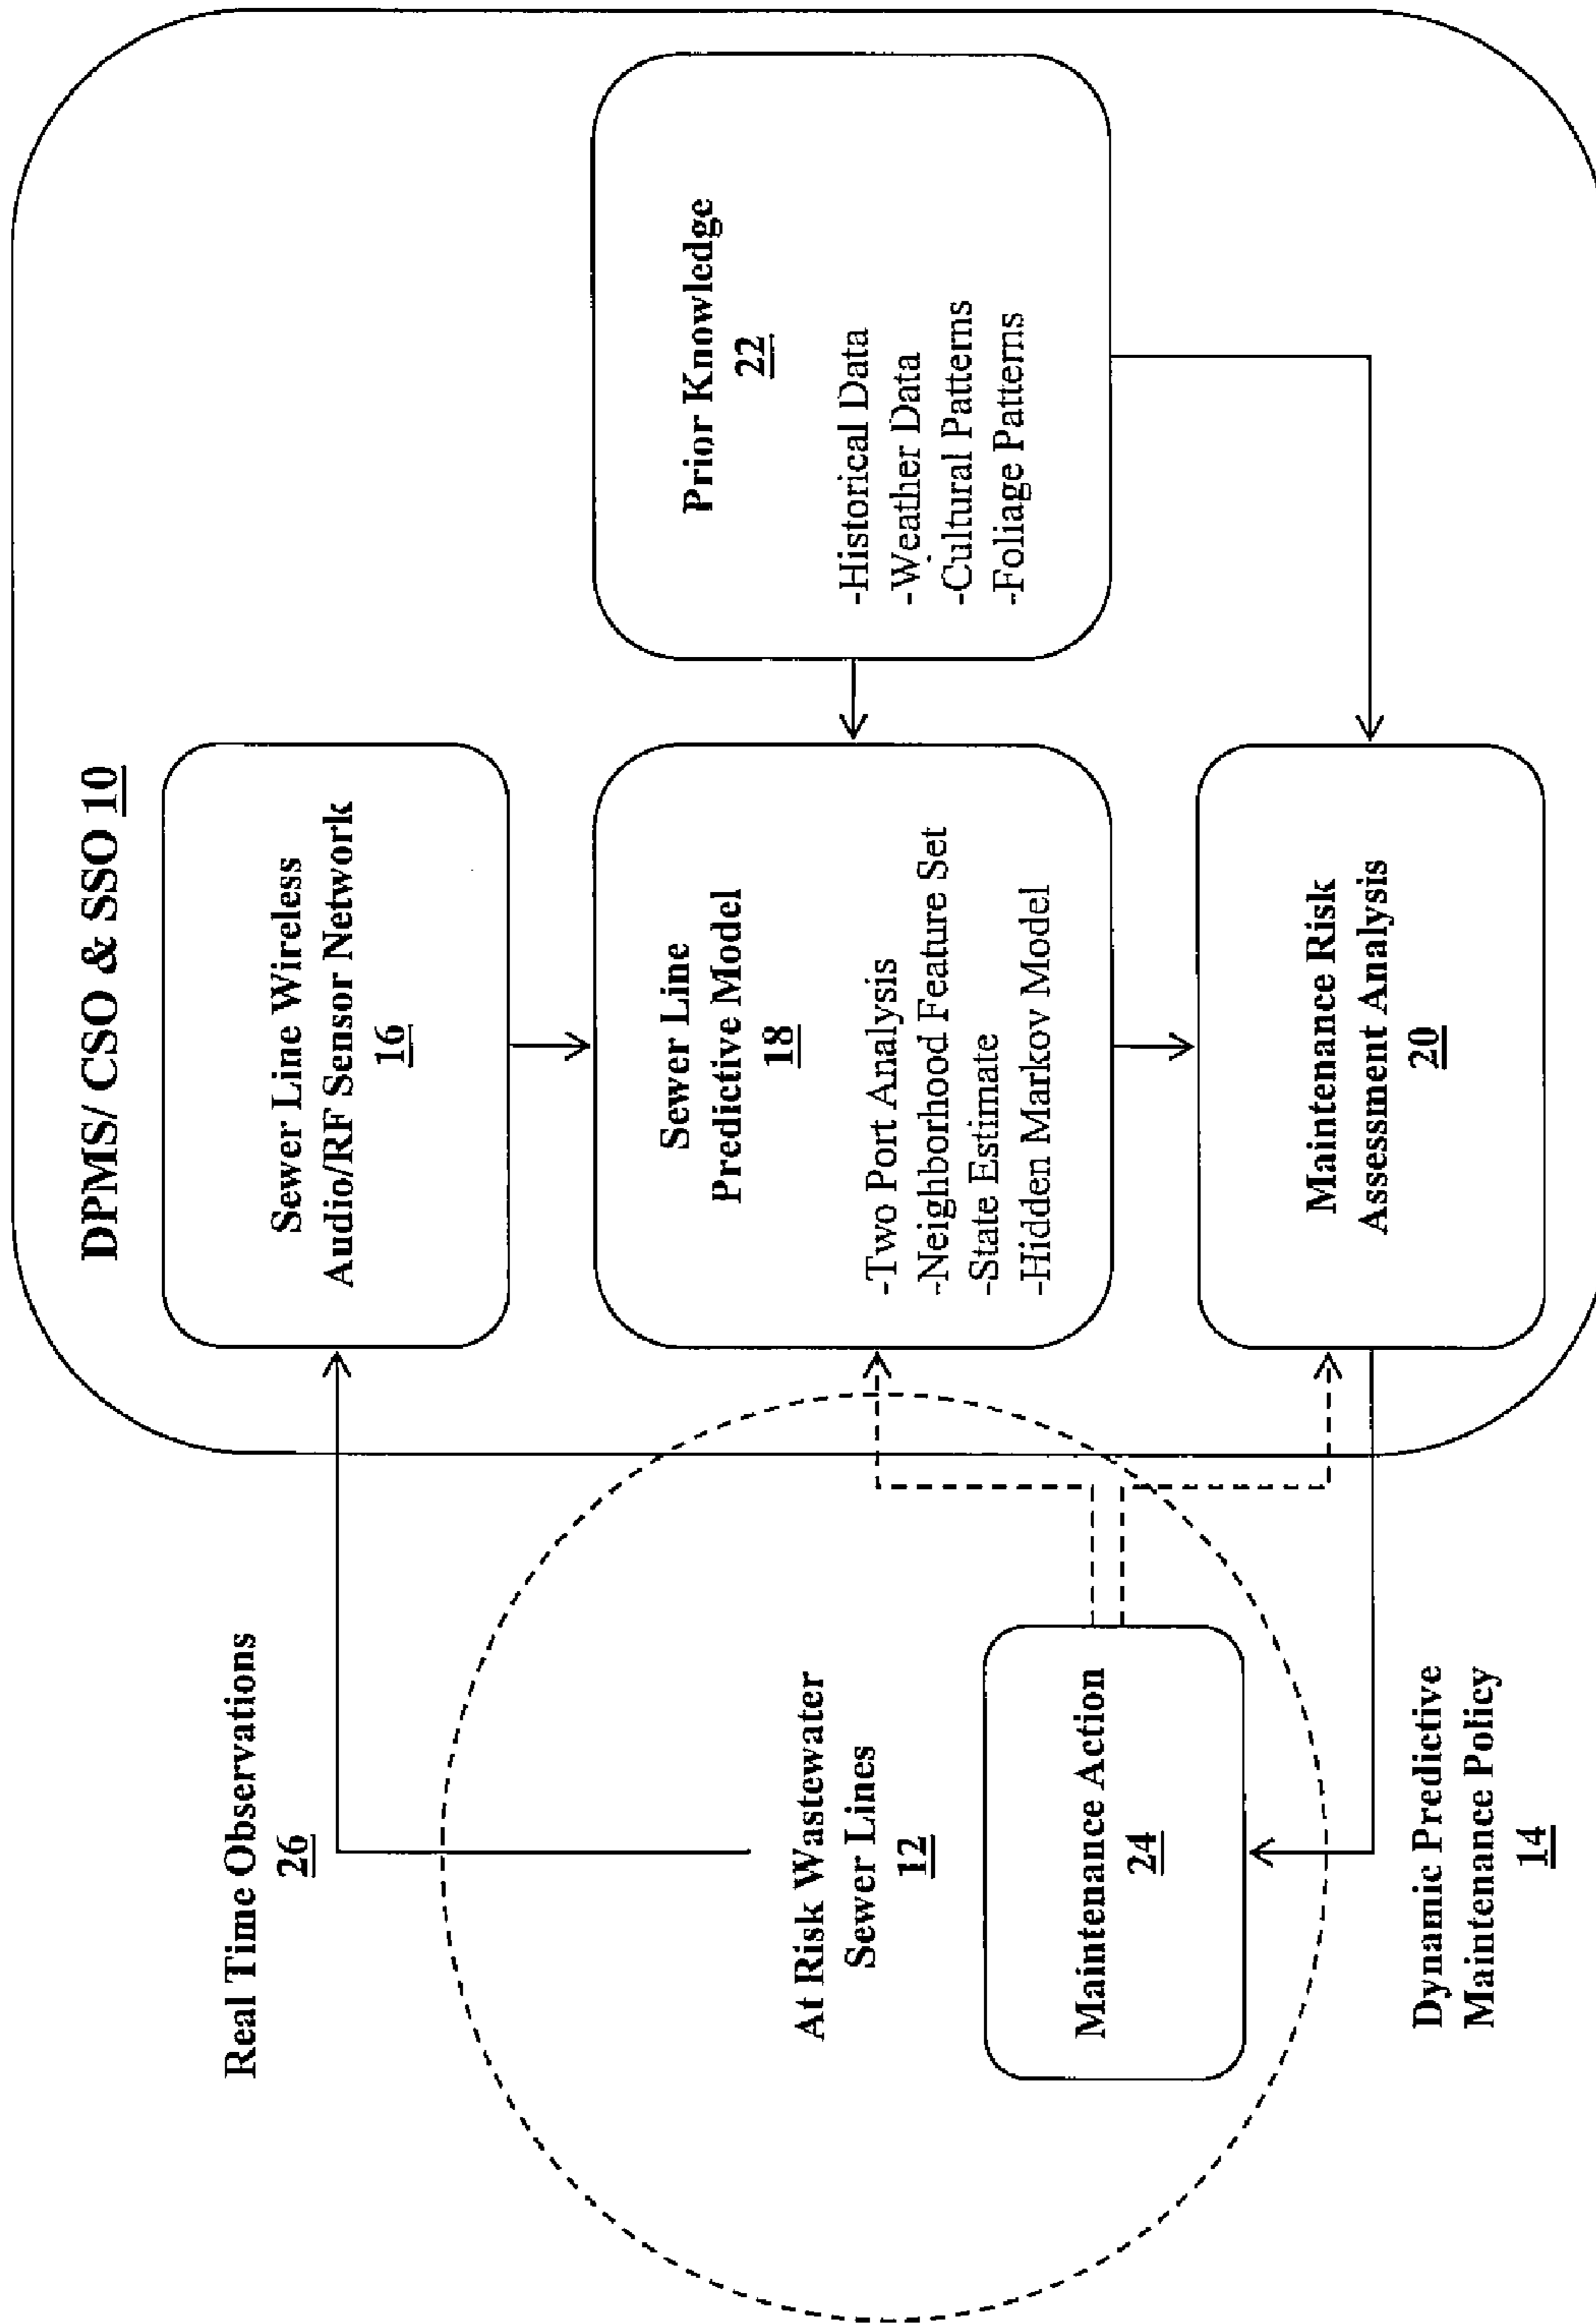 DPMS/ CSO & SSO 10
Real Time Observations
26
Sewer Line Wireless
Audio/RF Sensor Network
16
At Risk Wastewater
Sewer Lines
12
Sewer Line
Predictive Model
18
-Two Port Analysis
-Neighborhood Feature Set
-State Estimate
-Hidden Markov Model
Prior Knowledge
22
-Historical Data
-Weather Data
-Cultural Patterns
-Foliage Patterns
Maintenance Action
24
Maintenance Risk
Assessment Analysis
20
Dynamic Predictive
Maintenance Policy
14